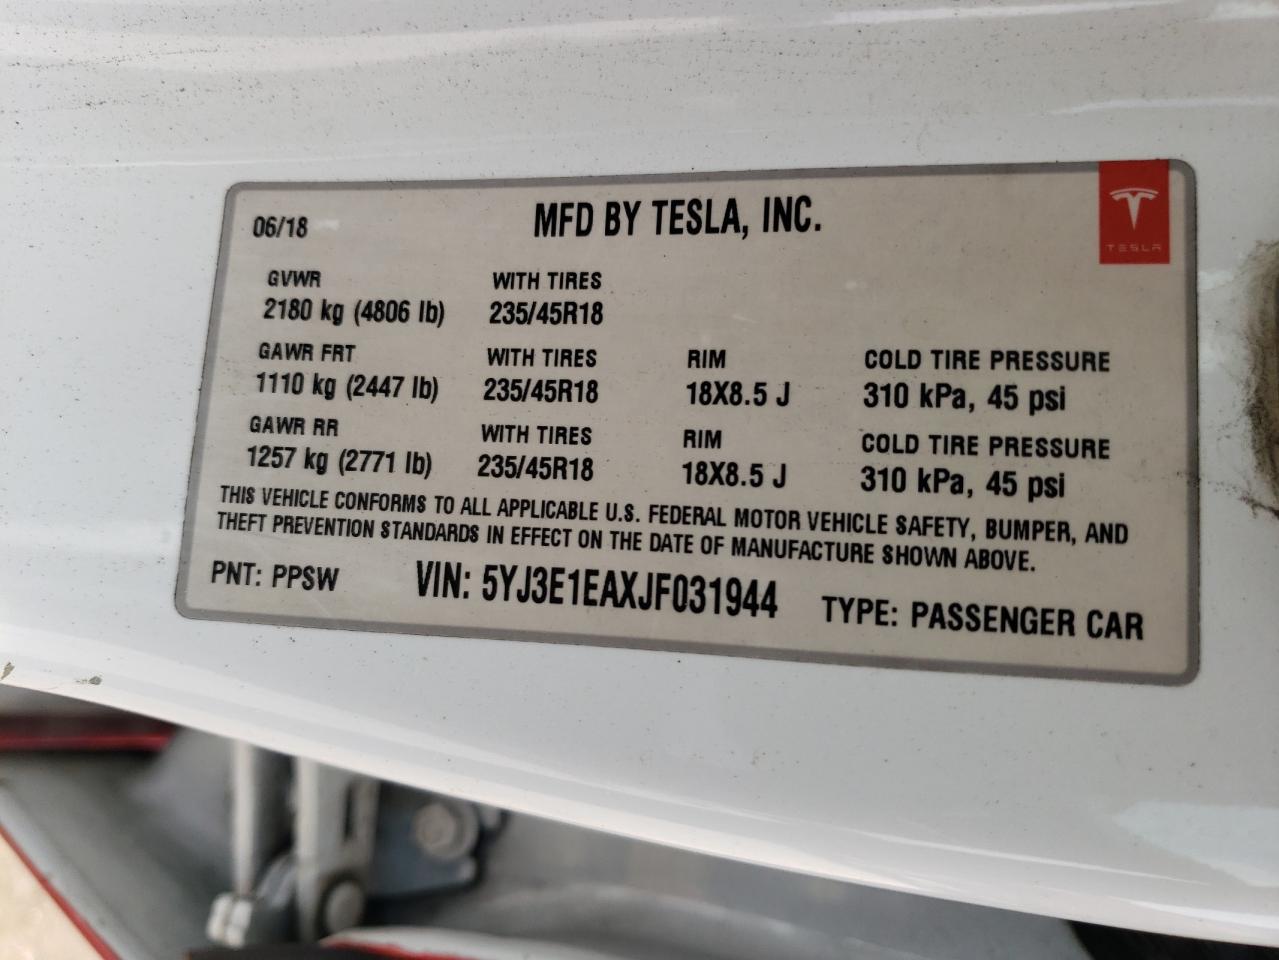 06/18 MFD BY TESLA, INC.
TESLA
GVWR WITH TIRES
2180 kg (4806 lb) 235/45R18
GAWR FRT WITH TIRES RIM COLD TIRE PRESSURE
1110 kg (2447 lb) 235/45R18 18X8.5 J 310 kPa, 45 psi
GAWR RR WITH TIRES RIM COLD TIRE PRESSURE
1257 kg (2771 lb) 235/45R18 18X8.5 J 310 kPa, 45 psi
THIS VEHICLE CONFORMS TO ALL APPLICABLE U.S. FEDERAL MOTOR VEHICLE SAFETY, BUMPER, AND
THEFT PREVENTION STANDARDS IN EFFECT ON THE DATE OF MANUFACTURE SHOWN ABOVE.
PNT: PPSW VIN: 5YJ3E1EAXJF031944 TYPE: PASSENGER CAR